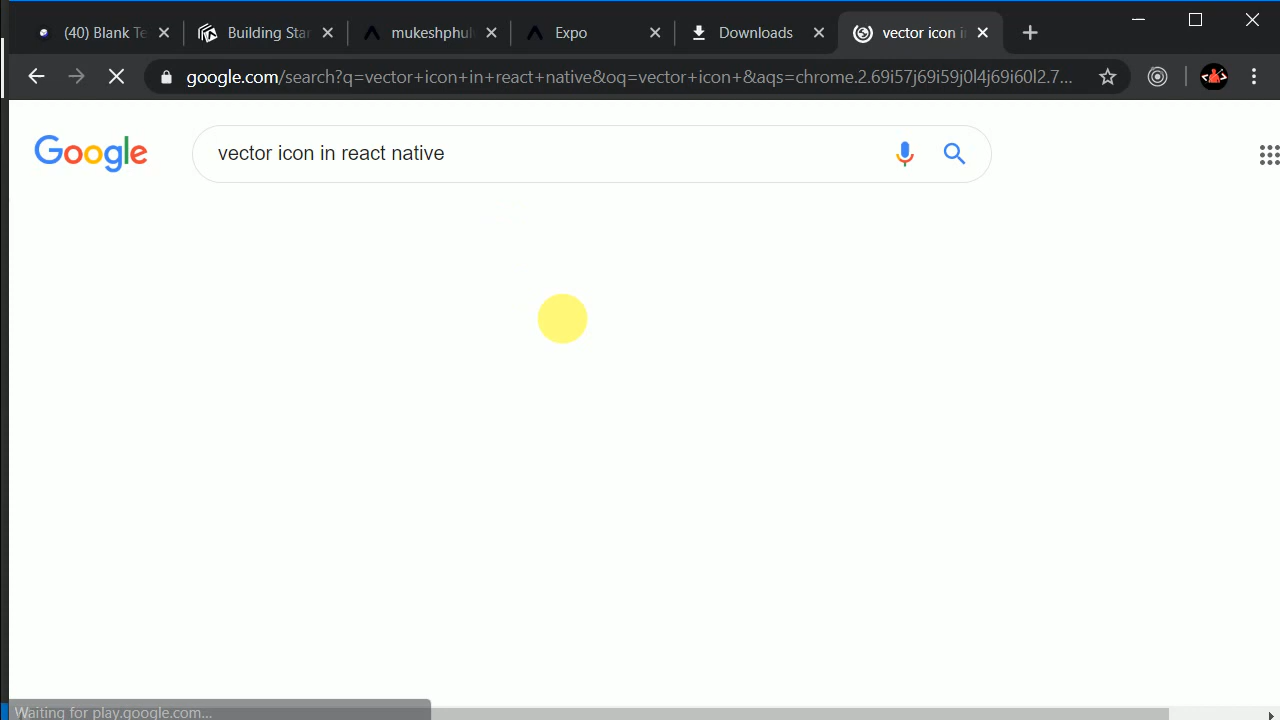 (40) Blank Te
Building Star
mukeshphul
Expo
Downloads
vector icon i
google.com/search?q=vector+icon+in+react+native&oq=vector+icon+&aqs=chrome.2.69i57j69i59j0l4j69i60l2.7...
Google
vector icon in react native
Waiting for play.google.com...